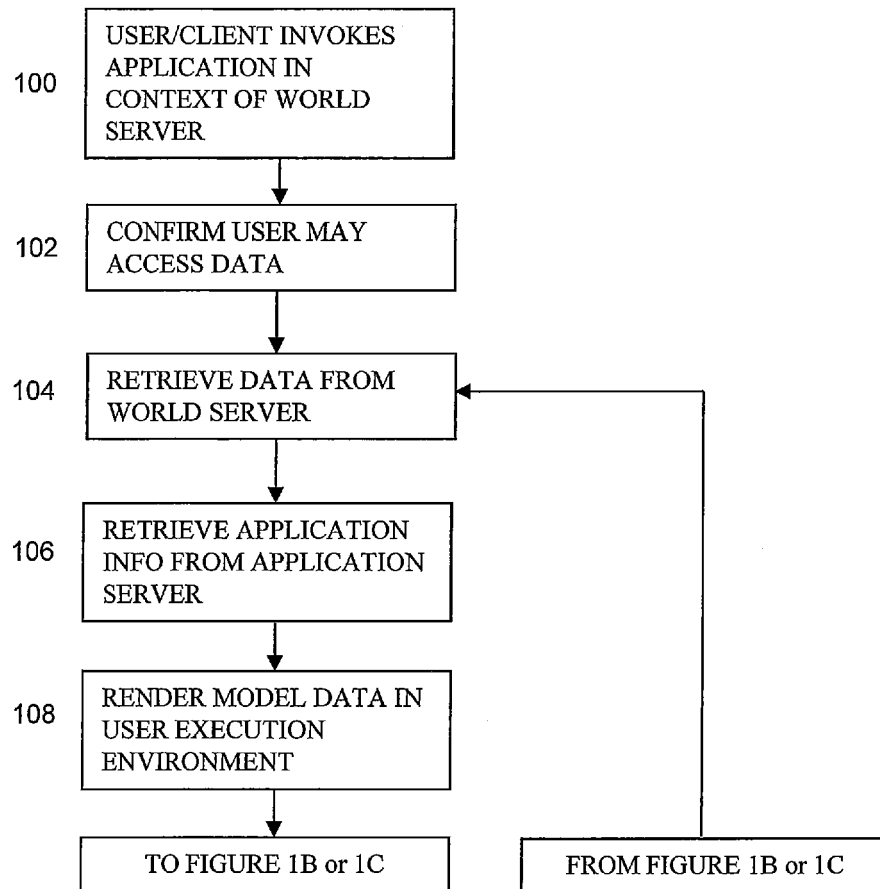 100
USER/CLIENT INVOKES
APPLICATION IN
CONTEXT OF WORLD
SERVER
102
CONFIRM USER MAY
ACCESS DATA
104
RETRIEVE DATA FROM
WORLD SERVER
106
RETRIEVE APPLICATION
INFO FROM APPLICATION
SERVER
108
RENDER MODEL DATA IN
USER EXECUTION
ENVIRONMENT
TO FIGURE 1B or 1C
FROM FIGURE 1B or 1C